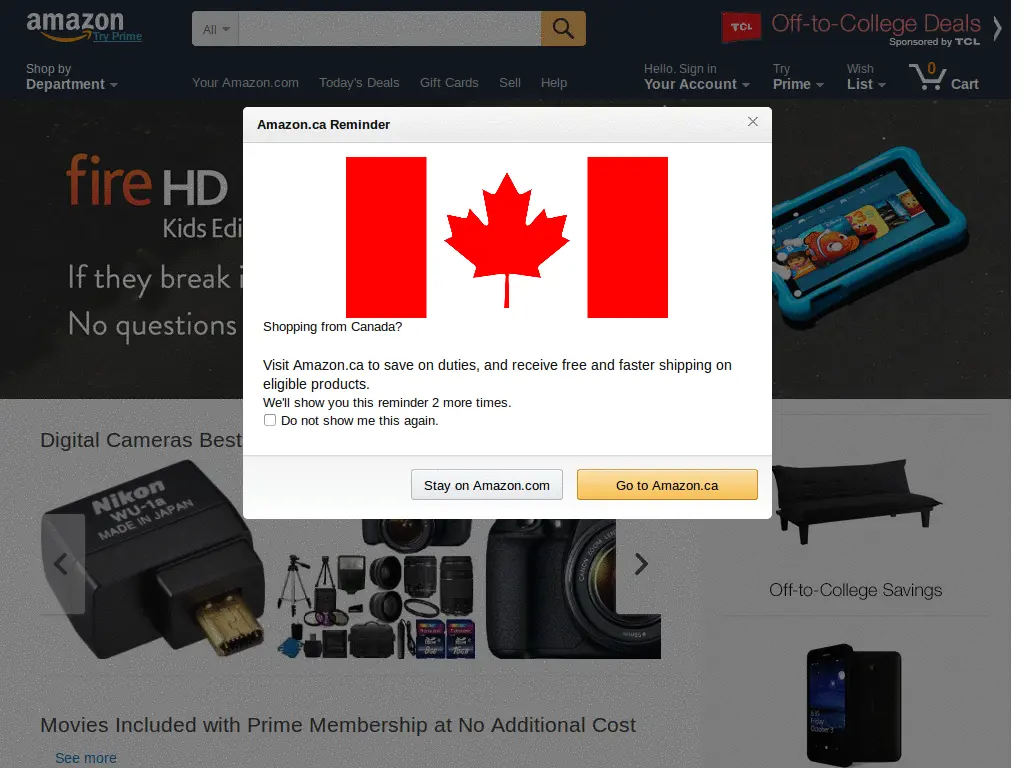 amazon
Try Prime
All
TCL
Off-to-College Deals
Sponsored by TCL
Shop by
Department
Your Amazon.com
Today's Deals
Gift Cards
Sell
Help
Hello. Sign in
Your Account
Try
Prime
Wish
List
0
Cart
Amazon.ca Reminder
fire HD
Kids Edi
If they break i
No questions
Shopping from Canada?
Visit Amazon.ca to save on duties, and receive free and faster shipping on
eligible products.
We'll show you this reminder 2 more times.
Do not show me this again.
Stay on Amazon.com
Go to Amazon.ca
Digital Cameras Best
Nikon
WU-1a
MADE IN JAPAN
CANON ZOOM LENS
8GB
16GB
Off-to-College Savings
Movies Included with Prime Membership at No Additional Cost
See more